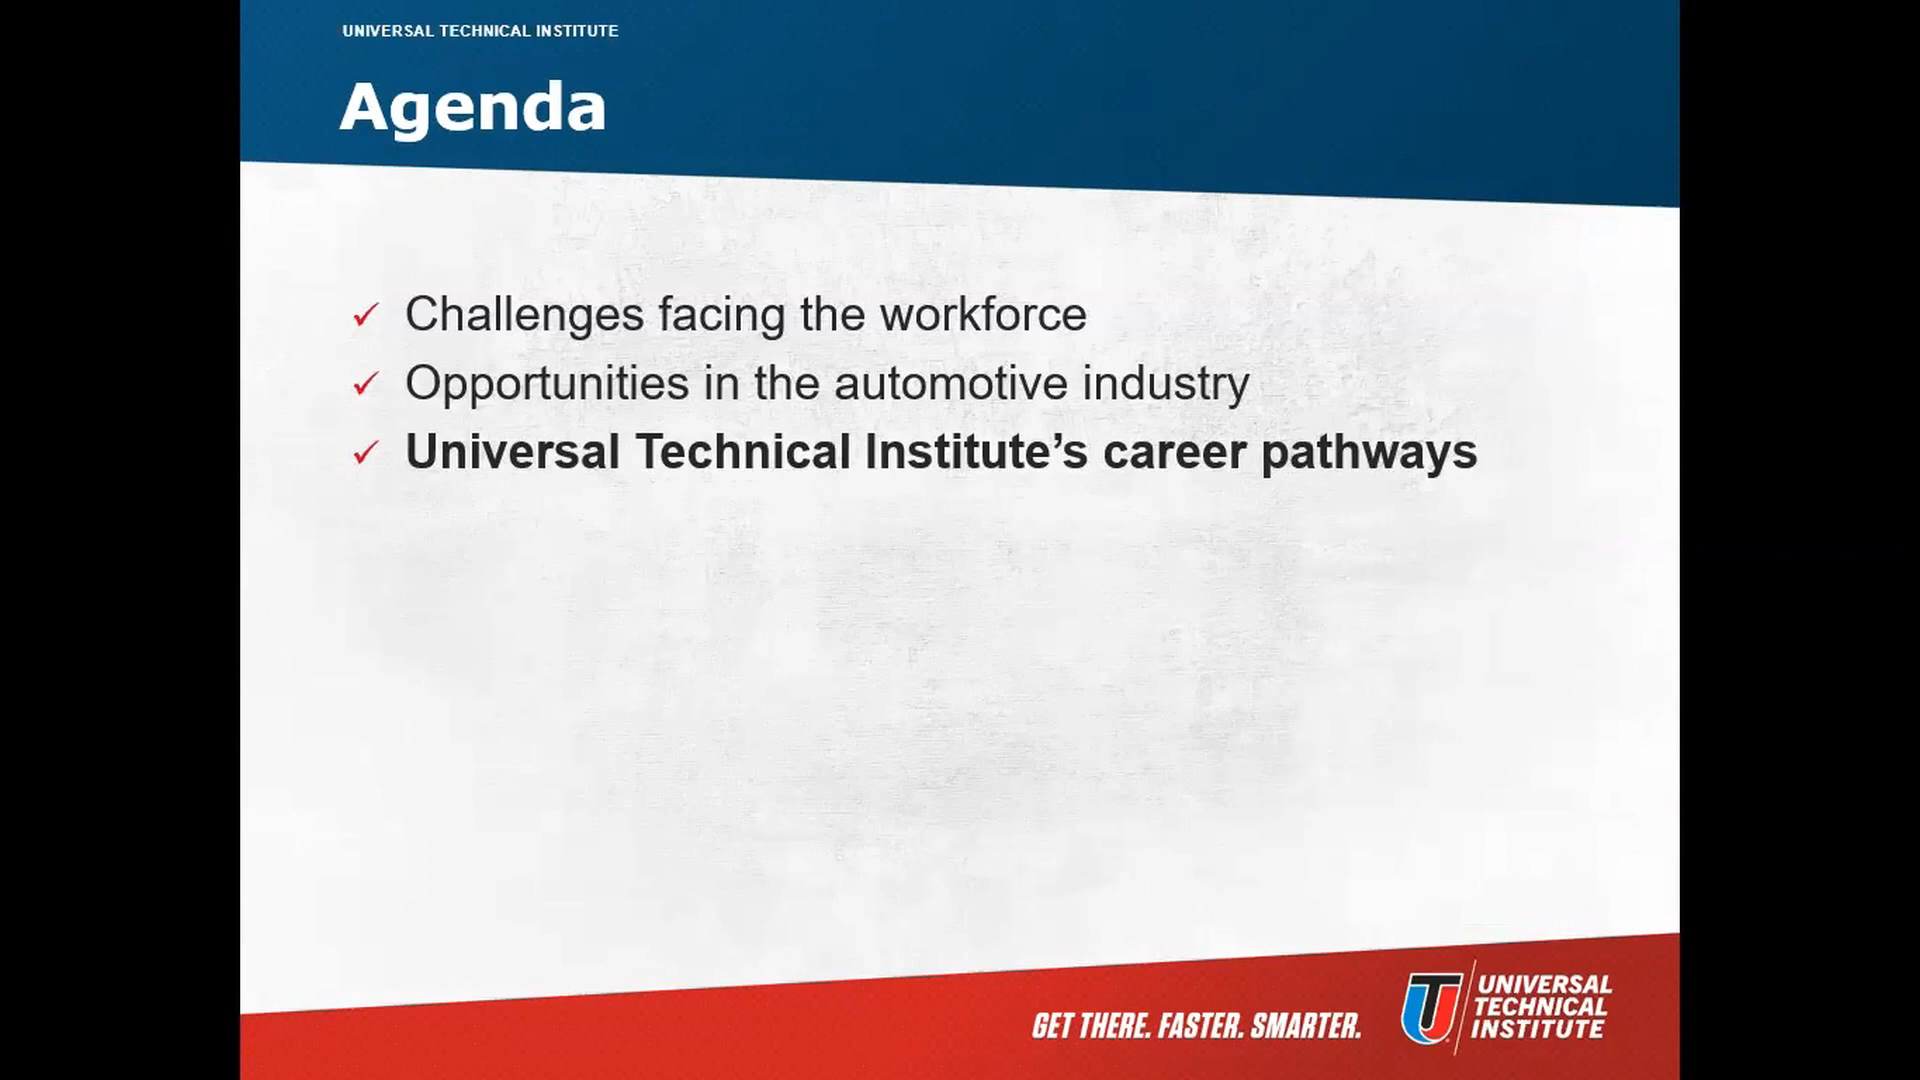 UNIVERSAL TECHNICAL INSTITUTE
Agenda
✓ Challenges facing the workforce
✓ Opportunities in the automotive industry
✓ Universal Technical Institute’s career pathways
GET THERE. FASTER. SMARTER.
UNIVERSAL
TECHNICAL
INSTITUTE